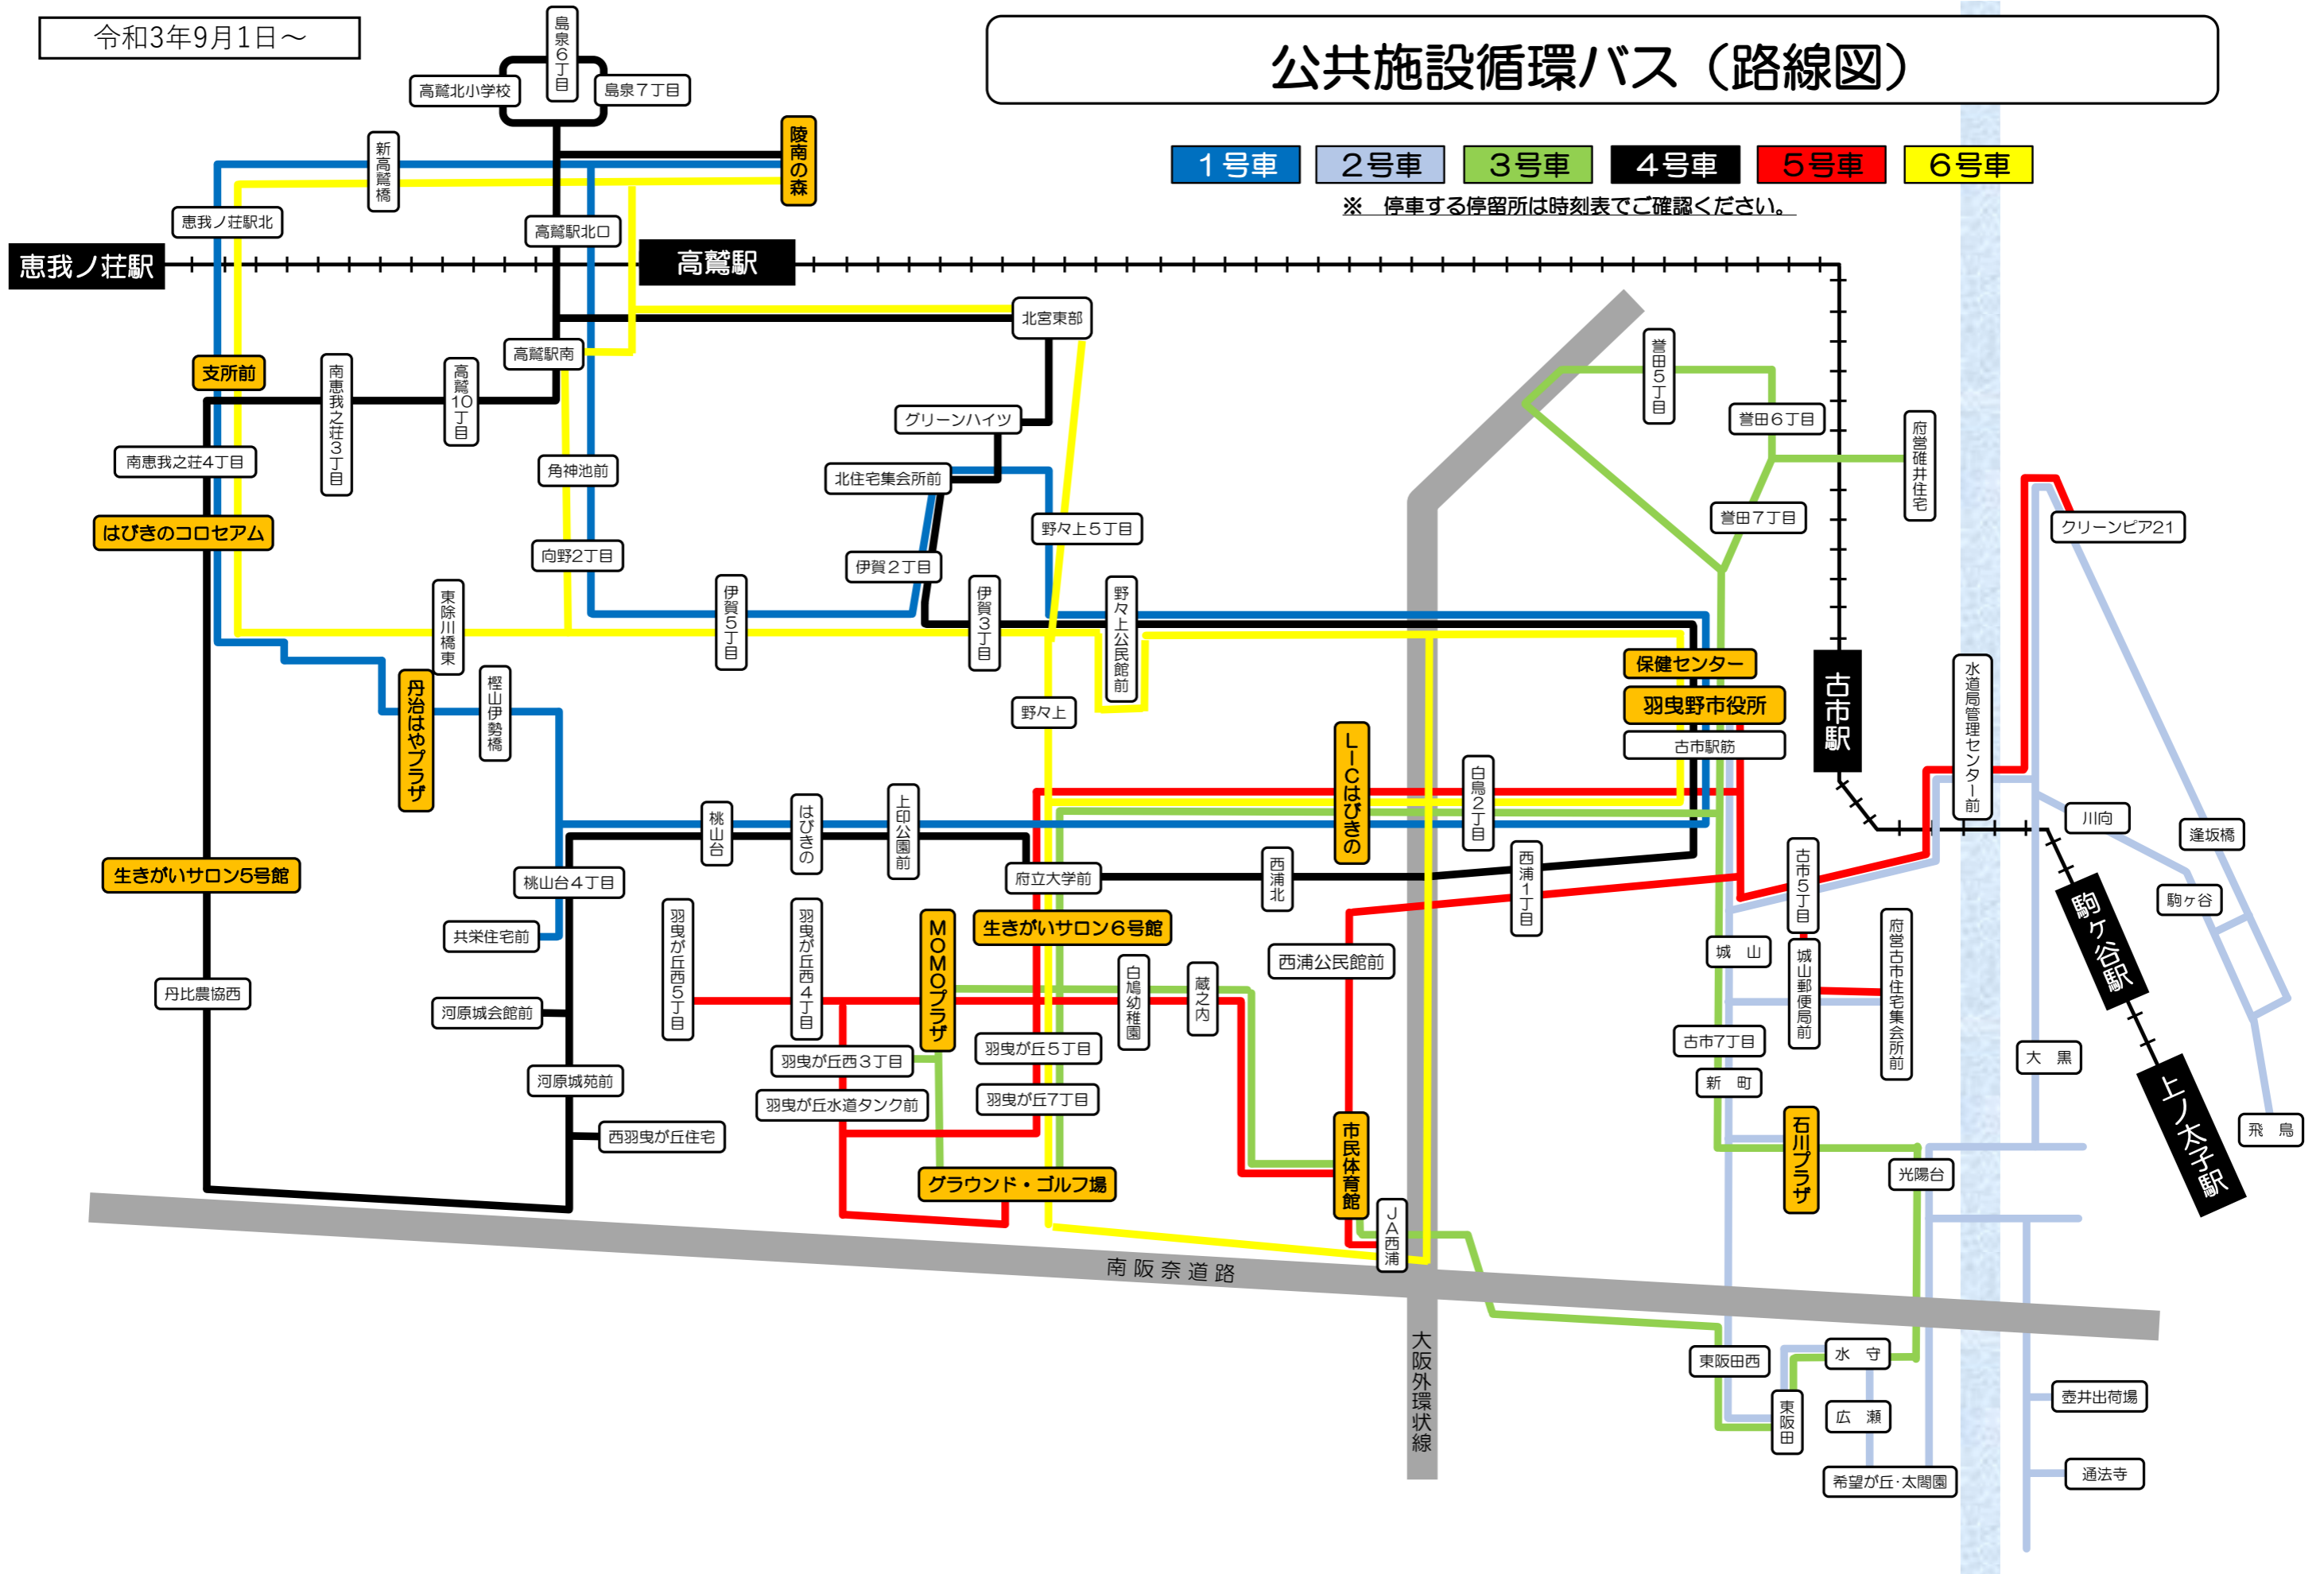 令和3年9月1日～
公共施設循環バス（路線図）
1号車
2号車
3号車
4号車
5号車
6号車
※　停車する停留所は時刻表でご確認ください。
島泉6丁目
高鷲北小学校
島泉7丁目
陵南の森
新高鷲橋
恵我ノ荘駅北
高鷲駅北口
恵我ノ荘駅
高鷲駅
北宮東部
高鷲駅南
支所前
南恵我之荘3丁目
高鷲10丁目
誉田5丁目
誉田6丁目
府営碓井住宅
グリーンハイツ
南恵我之荘4丁目
角神池前
北住宅集会所前
誉田7丁目
はびきのコロセアム
野々上5丁目
クリーンピア21
向野2丁目
伊賀2丁目
東除川橋東
伊賀5丁目
伊賀3丁目
野々上公民館前
保健センター
羽曳野市役所
古市駅筋
古市駅
水道局管理センター前
丹治はやプラザ
樫山伊勢橋
野々上
LICはびきの
白鳥2丁目
桃山台
はびきの
上印公園前
川向
逢坂橋
生きがいサロン5号館
桃山台4丁目
府立大学前
西浦北
西浦1丁目
古市5丁目
駒ヶ谷
駒ヶ谷駅
共栄住宅前
羽曳が丘西5丁目
羽曳が丘西4丁目
MOMOプラザ
生きがいサロン6号館
西浦公民館前
城　山
城山郵便局前
府営古市住宅集会所前
丹比農協西
河原城会館前
白鳩幼稚園
蔵之内
羽曳が丘西3丁目
羽曳が丘5丁目
古市7丁目
大　黒
河原城苑前
羽曳が丘水道タンク前
羽曳が丘7丁目
新　町
上ノ太子駅
西羽曳が丘住宅
市民体育館
石川プラザ
飛　鳥
グラウンド・ゴルフ場
光陽台
JA西浦
南阪奈道路
大阪外環状線
東阪田西
水　守
東阪田
広　瀬
壺井出荷場
希望が丘・太閤園
通法寺